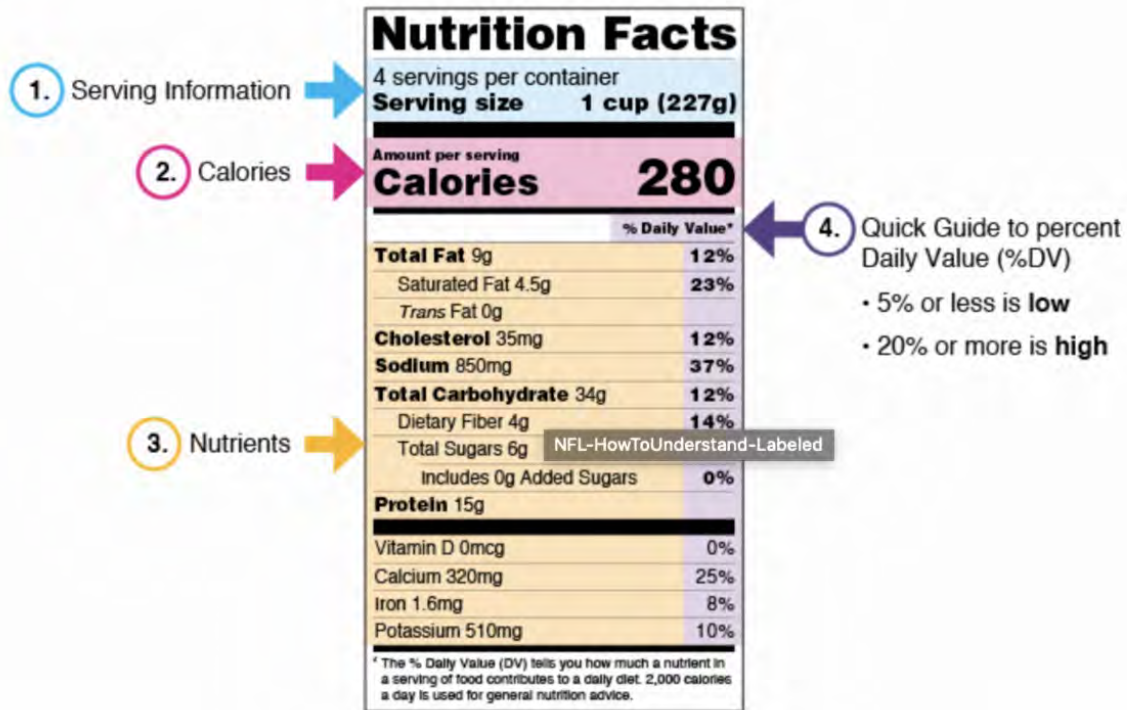 Nutrition Facts
1. Serving Information
4 servings per container
Serving size 1 cup (227g)
2. Calories
Amount per serving
Calories 280
% Daily Value*
4. Quick Guide to percent
Daily Value (%DV)
• 5% or less is low
• 20% or more is high
Total Fat 9g 12%
Saturated Fat 4.5g 23%
Trans Fat 0g
Cholesterol 35mg 12%
Sodium 850mg 37%
Total Carbohydrate 34g 12%
Dietary Fiber 4g 14%
3. Nutrients
Total Sugars 6g
NFL-HowToUnderstand-Labeled
Includes 0g Added Sugars 0%
Protein 15g
Vitamin D 0mcg 0%
Calcium 320mg 25%
Iron 1.6mg 8%
Potassium 510mg 10%
* The % Daily Value (DV) tells you how much a nutrient in
a serving of food contributes to a daily diet. 2,000 calories
a day is used for general nutrition advice.